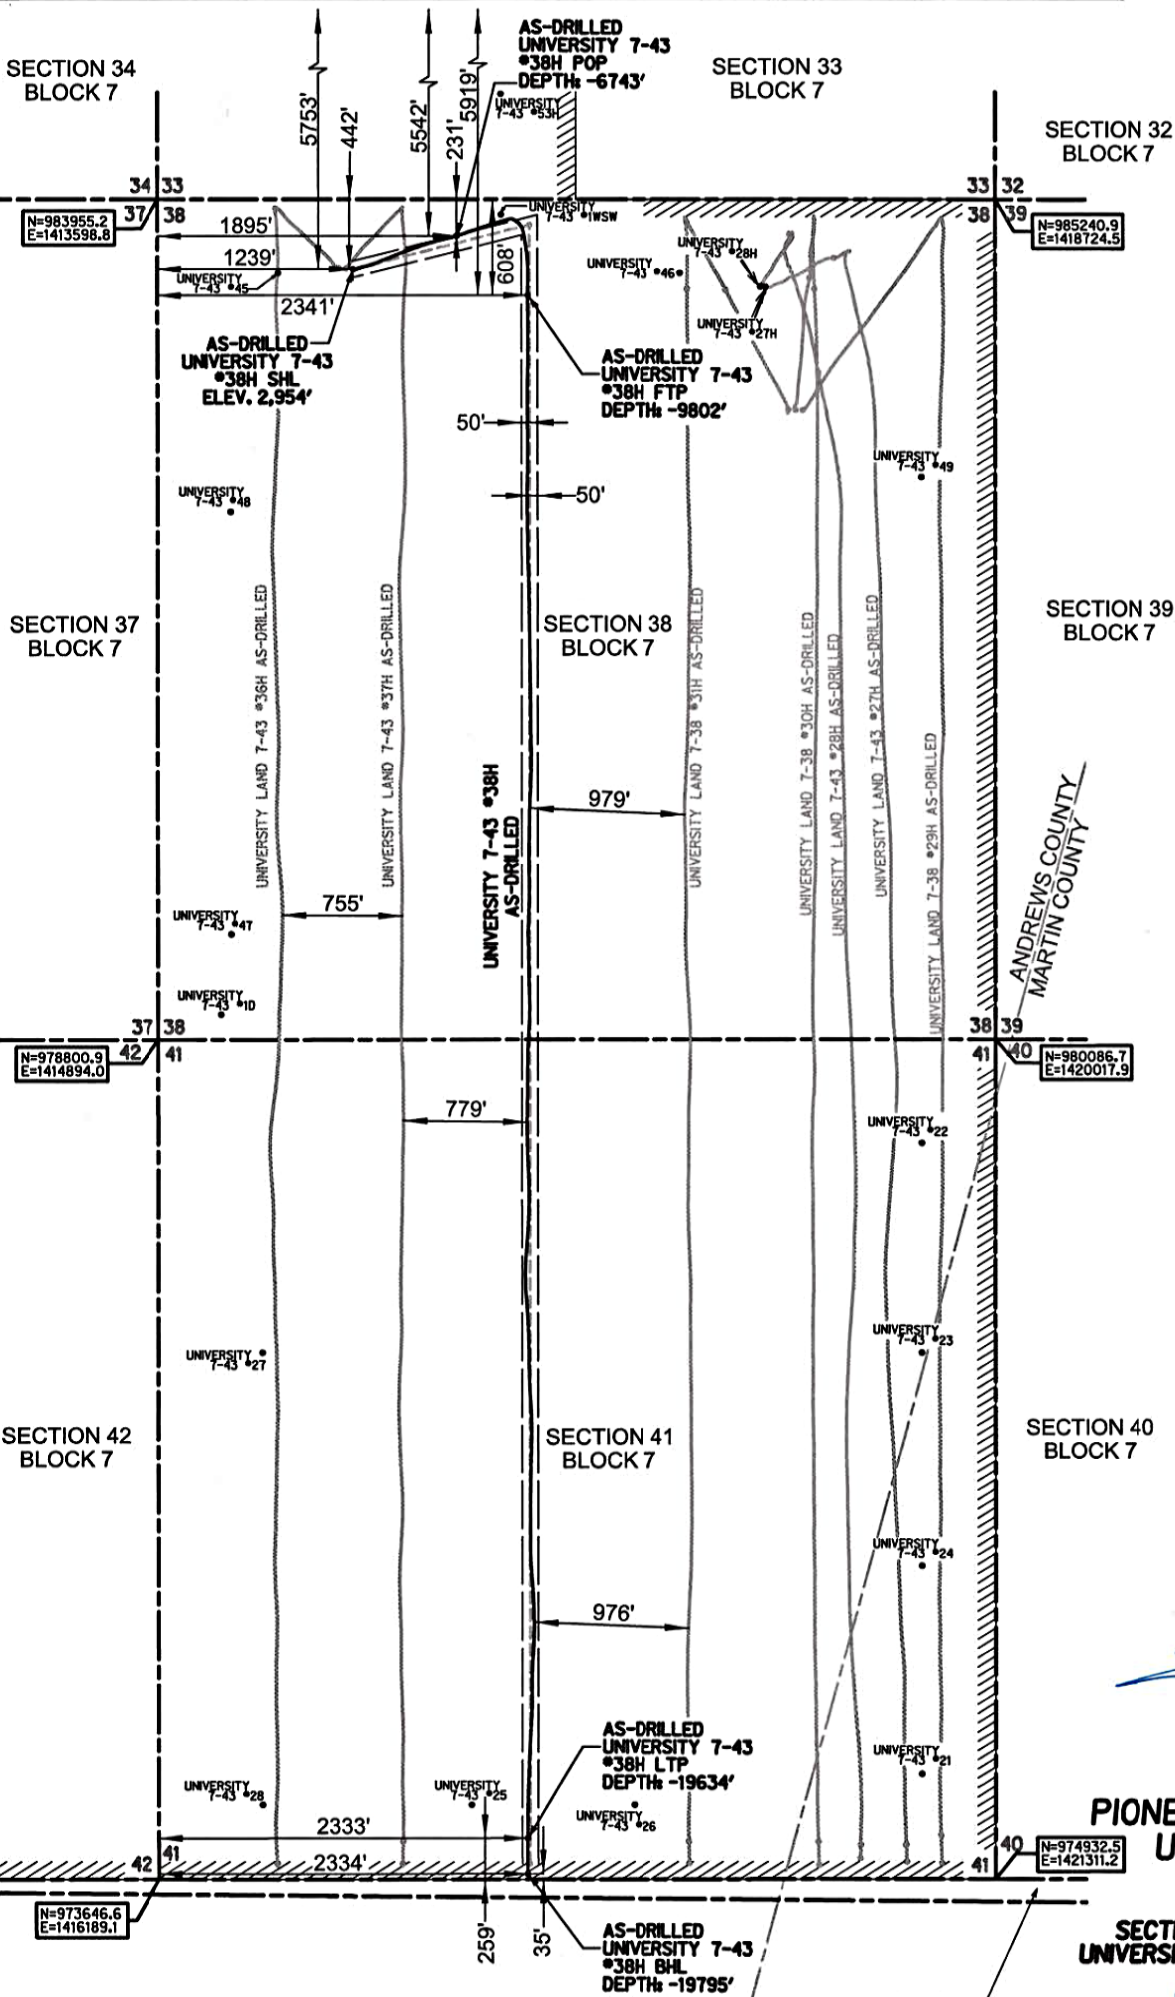 AS-DRILLED
UNIVERSITY 7-43
#38H POP
DEPTH: -6743'
SECTION 34
BLOCK 7
SECTION 33
BLOCK 7
SECTION 32
BLOCK 7
5753'
442'
5542'
231'
5919'
UNIVERSITY
7-43 #53H
34 33
37 38
33 32
38 39
N=983955.2
E=1413598.8
N=985240.9
E=1418724.5
UNIVERSITY
7-43 #1WSW
1895'
1239'
2341'
608'
UNIVERSITY
7-43 #45
UNIVERSITY
7-43 #46
UNIVERSITY
7-43 #28H
UNIVERSITY
7-43 #27H
AS-DRILLED
UNIVERSITY 7-43
#38H SHL
ELEV. 2,954'
AS-DRILLED
UNIVERSITY 7-43
#38H FTP
DEPTH: -9802'
50'
50'
UNIVERSITY
7-43 #49
UNIVERSITY
7-43 #48
SECTION 37
BLOCK 7
SECTION 38
BLOCK 7
SECTION 39
BLOCK 7
UNIVERSITY LAND 7-43 #36H AS-DRILLED
UNIVERSITY LAND 7-43 #37H AS-DRILLED
UNIVERSITY 7-43 #38H
AS-DRILLED
UNIVERSITY LAND 7-38 #31H AS-DRILLED
UNIVERSITY LAND 7-38 #30H AS-DRILLED
UNIVERSITY LAND 7-43 #28H AS-DRILLED
UNIVERSITY LAND 7-43 #27H AS-DRILLED
UNIVERSITY LAND 7-38 #29H AS-DRILLED
979'
755'
ANDREWS COUNTY
MARTIN COUNTY
UNIVERSITY
7-43 #47
UNIVERSITY
7-43 #1D
37 38
42 41
38 39
41 40
N=978800.9
E=1414894.0
N=980086.7
E=1420017.9
779'
UNIVERSITY
7-43 #22
UNIVERSITY
7-43 #23
UNIVERSITY
7-43 #27
SECTION 42
BLOCK 7
SECTION 41
BLOCK 7
SECTION 40
BLOCK 7
UNIVERSITY
7-43 #24
976'
AS-DRILLED
UNIVERSITY 7-43
#38H LTP
DEPTH: -19634'
UNIVERSITY
7-43 #21
UNIVERSITY
7-43 #28
UNIVERSITY
7-43 #25
UNIVERSITY
7-43 #26
PIONE
U
2333'
2334'
42 41
41 40
N=974932.5
E=1421311.2
N=973646.6
E=1416189.1
259'
35'
AS-DRILLED
UNIVERSITY 7-43
#38H BHL
DEPTH: -19795'
SECTI
UNIVERSI